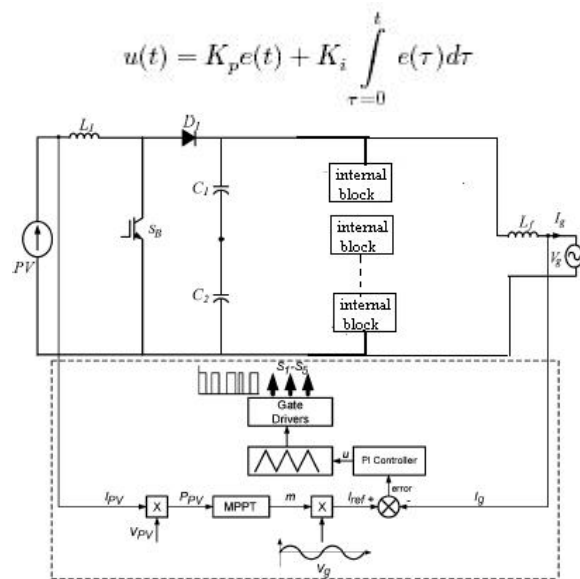 u(t) = K_p e(t) + K_i ∫_{τ=0}^{t} e(τ)dτ
L_1
D_1
C_1
internal
block
L_f
I_g
S_B
internal
block
V_g
PV
C_2
internal
block
S_1-S_5
Gate
Drivers
u
PI Controller
error
I_PV
X
P_PV
MPPT
m
X
I_ref +
-
I_g
V_PV
V_g